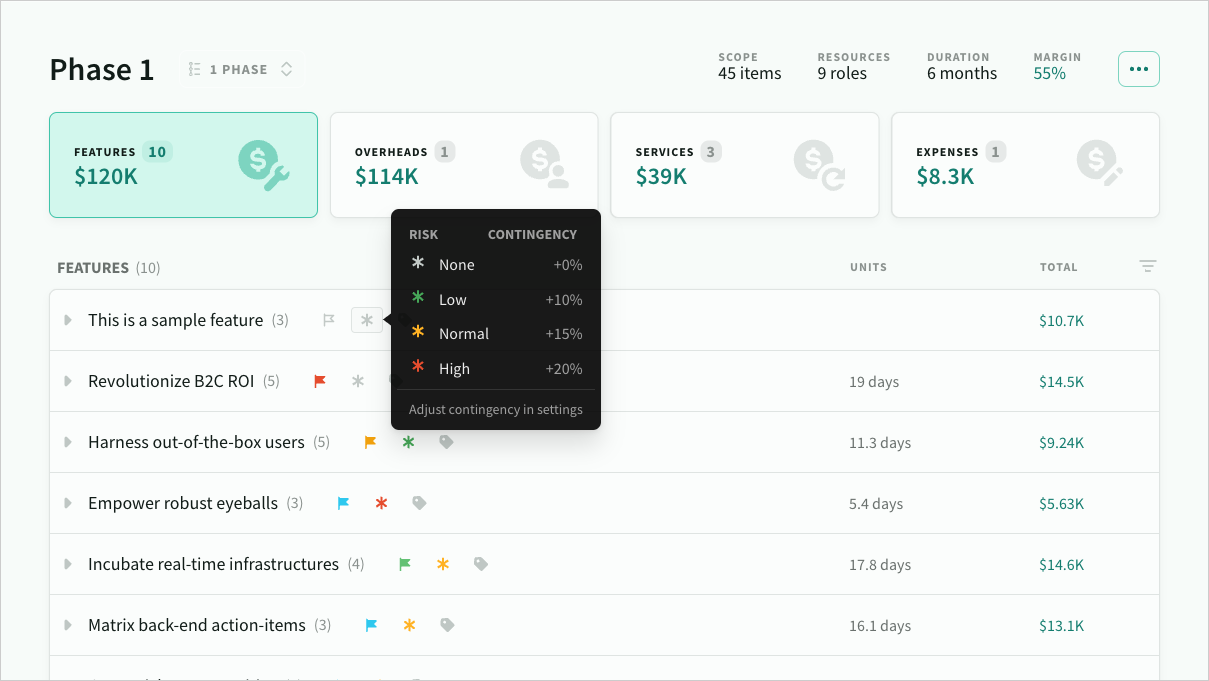 Phase 1
1 PHASE
SCOPE
45 items
RESOURCES
9 roles
DURATION
6 months
MARGIN
55%
FEATURES 10
$120K
OVERHEADS 1
$114K
SERVICES 3
$39K
EXPENSES 1
$8.3K
RISK CONTINGENCY
None +0%
Low +10%
Normal +15%
High +20%
Adjust contingency in settings
FEATURES (10) UNITS TOTAL
This is a sample feature (3) $10.7K
Revolutionize B2C ROI (5) 19 days $14.5K
Harness out-of-the-box users (5) 11.3 days $9.24K
Empower robust eyeballs (3) 5.4 days $5.63K
Incubate real-time infrastructures (4) 17.8 days $14.6K
Matrix back-end action-items (3) 16.1 days $13.1K